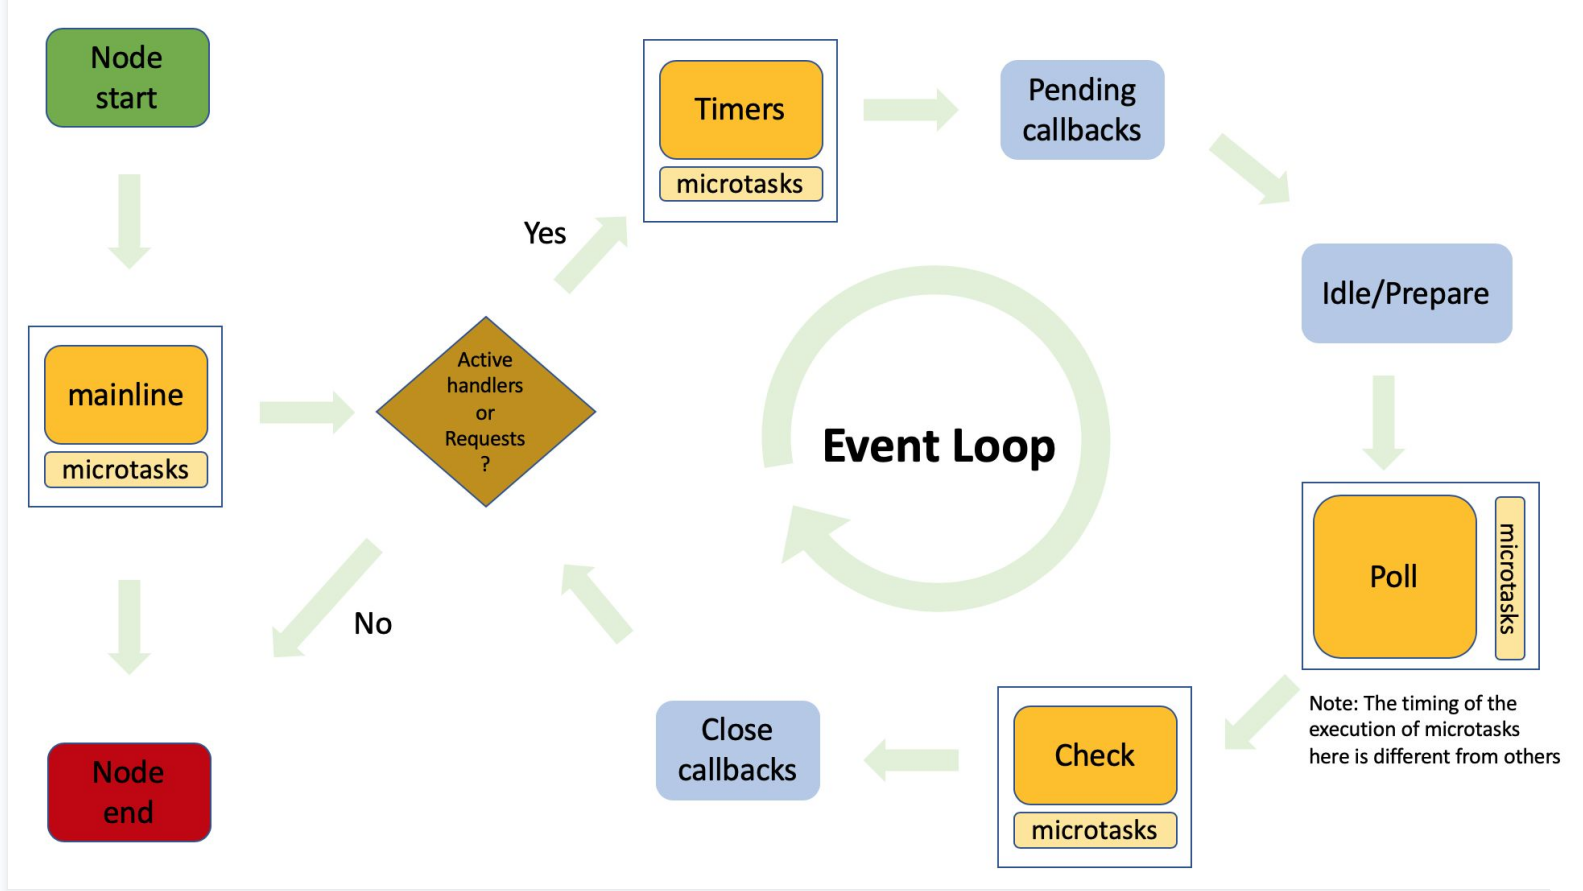 Node
start
mainline
microtasks
Active
handlers
or
Requests
?
Yes
No
Node
end
Timers
microtasks
Pending
callbacks
Idle/Prepare
Poll
microtasks
Note: The timing of the
execution of microtasks
here is different from others
Check
microtasks
Close
callbacks
Event Loop